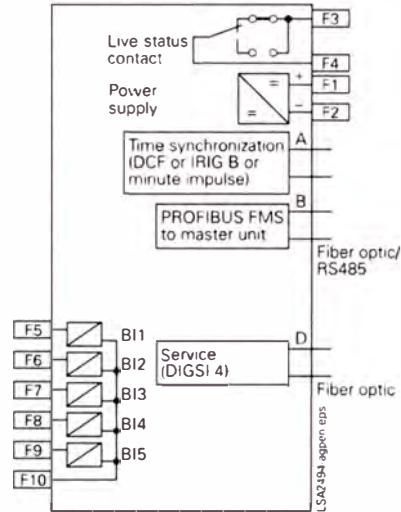 F3
Live status
contact
F4
Power
supply
+ F1
= =
− F2
Time synchronization
(DCF or IRIG B or
minute impulse)
A
PROFIBUS FMS
to master unit
B
Fiber optic/
RS485
F5 BI1
F6 BI2
F7 BI3
F8 BI4
F9 BI5
F10
Service
(DIGSI 4)
D
Fiber optic
LSA2494-agpen eps